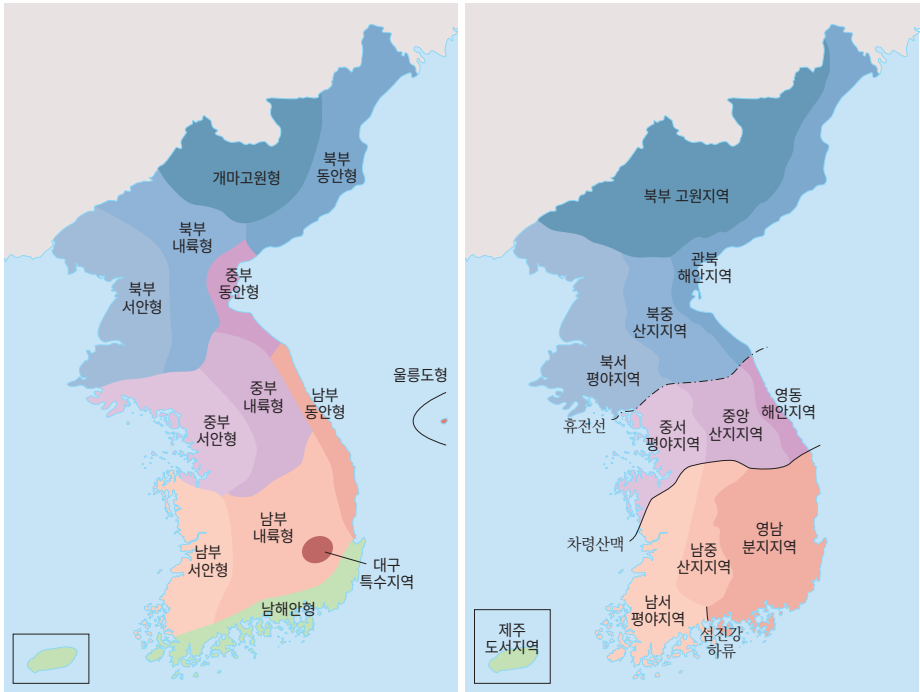 개마고원형
북부
동안형
북부
내륙형
중부
동안형
북부
서안형
울릉도형
중부
내륙형
남부
동안형
중부
서안형
남부
내륙형
남부
서안형
대구
특수지역
남해안형
북부 고원지역
관북
해안지역
북중
산지지역
북서
평야지역
영동
해안지역
휴전선
중서
평야지역
중앙
산지지역
차령산맥
영남
분지지역
남중
산지지역
남서
평야지역
섬진강
하류
제주
도서지역